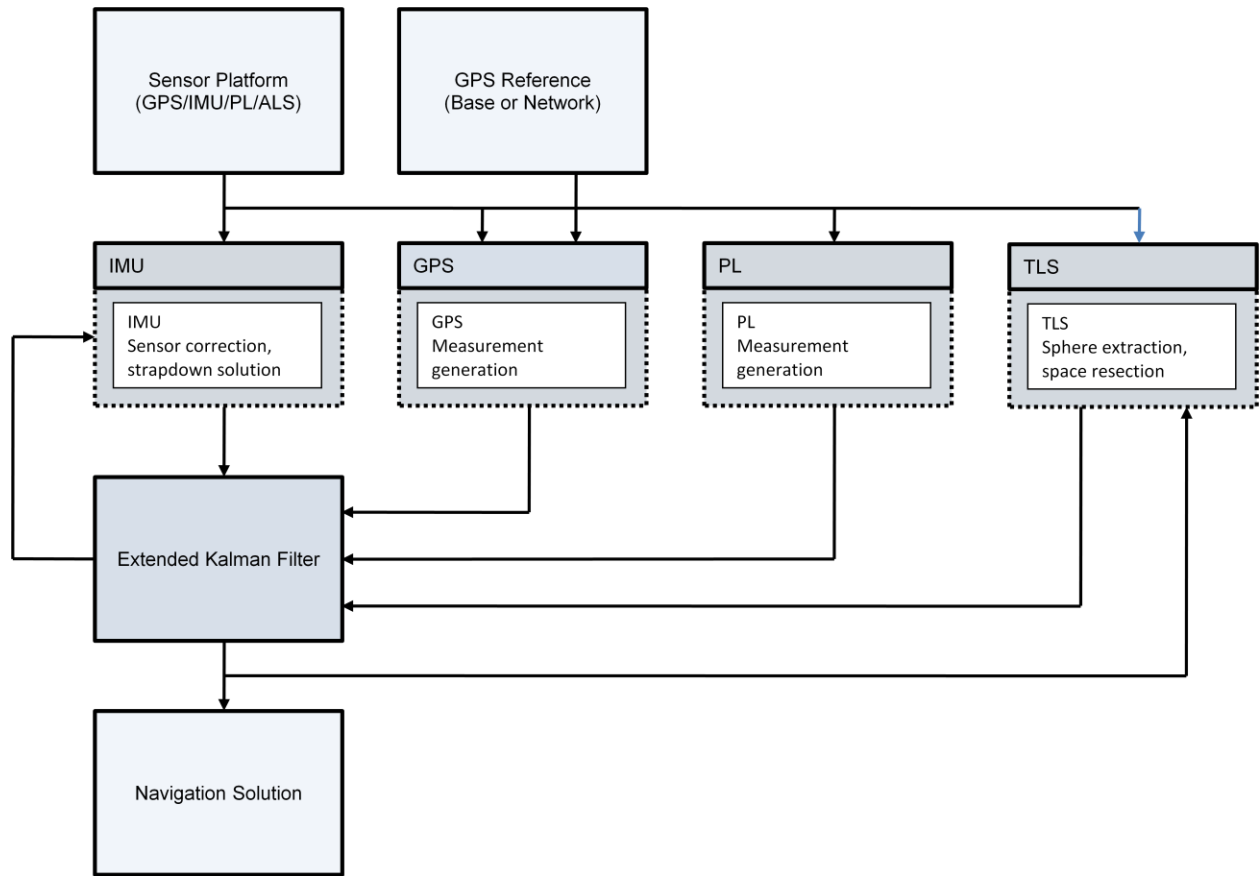 Sensor Platform
(GPS/IMU/PL/ALS)
GPS Reference
(Base or Network)
IMU
GPS
PL
TLS
IMU
Sensor correction,
strapdown solution
GPS
Measurement
generation
PL
Measurement
generation
TLS
Sphere extraction,
space resection
Extended Kalman Filter
Navigation Solution